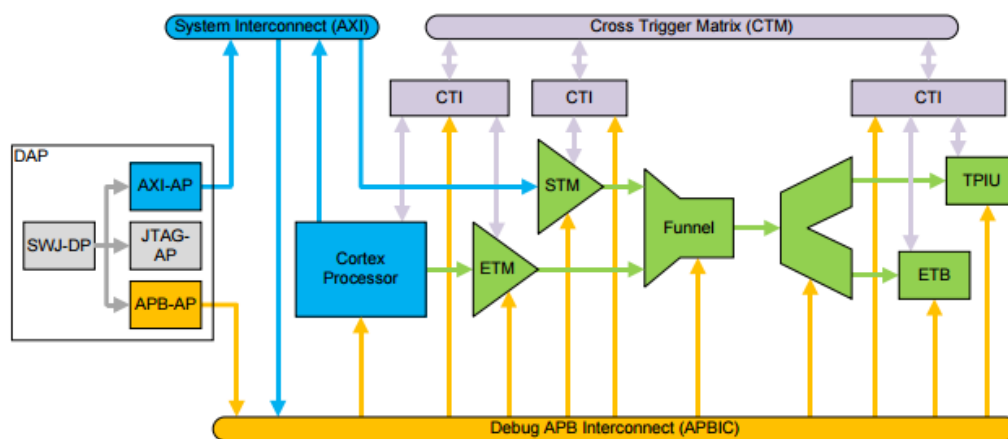 System Interconnect (AXI)
Cross Trigger Matrix (CTM)
CTI
CTI
CTI
DAP
AXI-AP
SWJ-DP
JTAG-
AP
APB-AP
Cortex
Processor
STM
ETM
Funnel
TPIU
ETB
Debug APB Interconnect (APBIC)